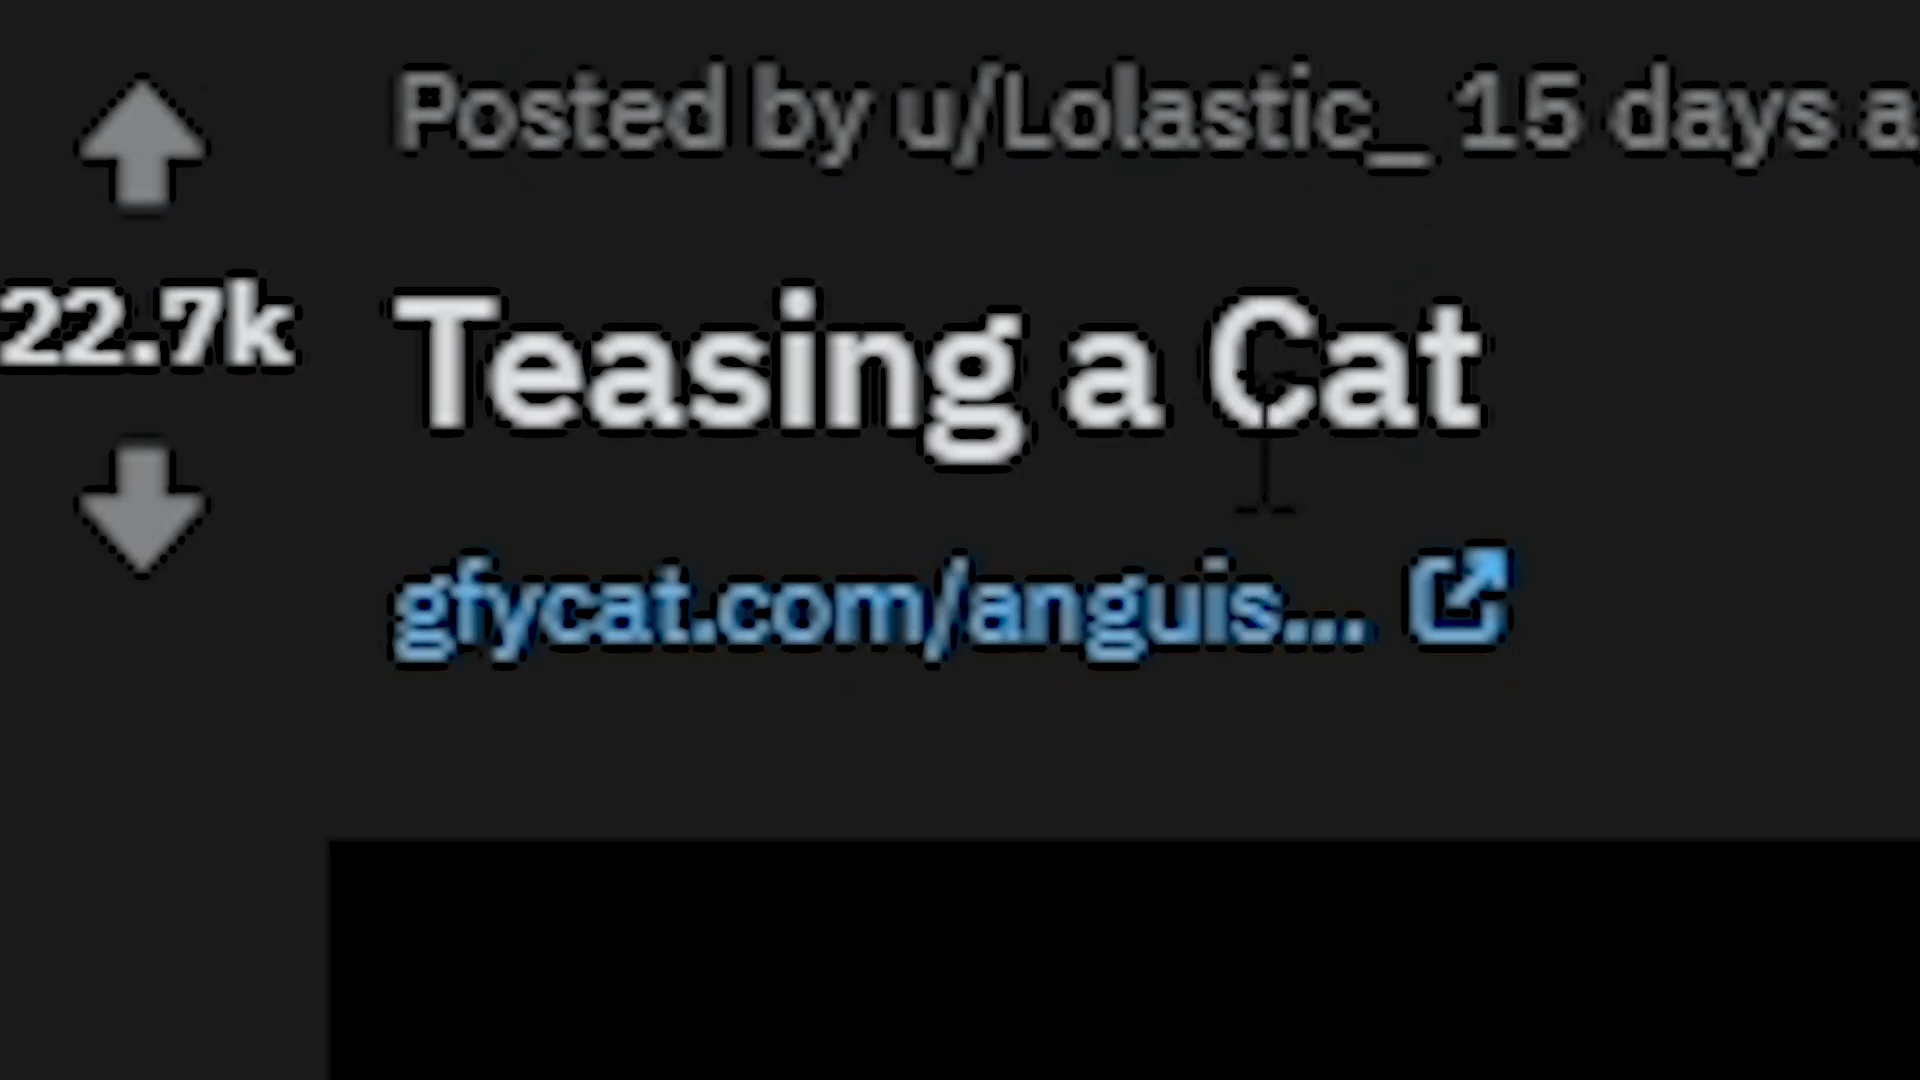 Posted by u/Lolastic_ 15 days a
22.7k
Teasing a Cat
gfycat.com/anguis...